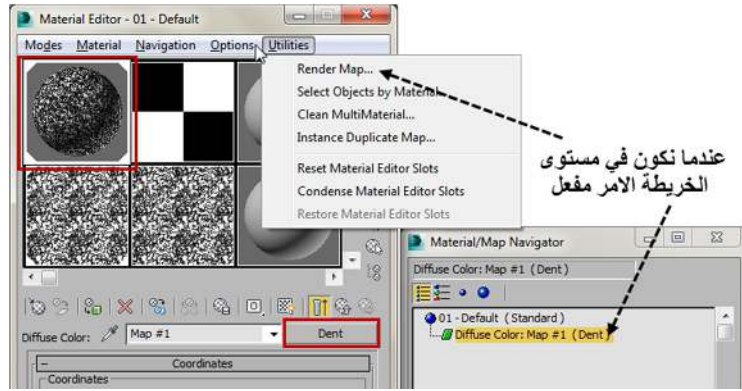 Material Editor - 01 - Default
Modes Material Navigation Options Utilities
Render Map...
Select Objects by Material...
Clean MultiMaterial...
Instance Duplicate Map...
Reset Material Editor Slots
Condense Material Editor Slots
Restore Material Editor Slots
عندما نكون في مستوى
الخريطة الامر مفعل
Material/Map Navigator
Diffuse Color: Map #1 (Dent)
01 - Default (Standard)
Diffuse Color: Map #1 (Dent)
Diffuse Color: Map #1 Dent
Coordinates
Coordinates